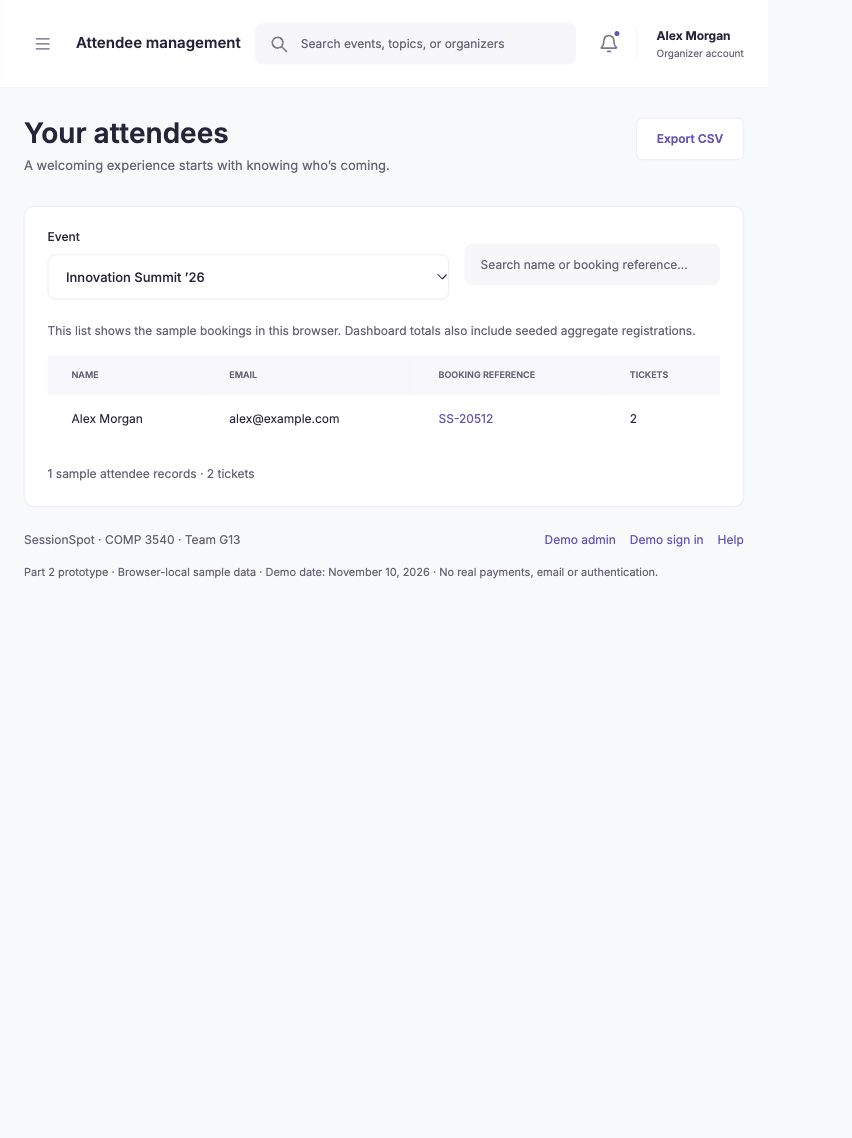 Attendee management
Search events, topics, or organizers
Alex Morgan
Organizer account
Your attendees
A welcoming experience starts with knowing who’s coming.
Export CSV
Event
Innovation Summit ’26
Search name or booking reference...
This list shows the sample bookings in this browser. Dashboard totals also include seeded aggregate registrations.
NAME EMAIL BOOKING REFERENCE TICKETS
Alex Morgan alex@example.com SS-20512 2
1 sample attendee records · 2 tickets
SessionSpot · COMP 3540 · Team G13
Demo admin Demo sign in Help
Part 2 prototype · Browser-local sample data · Demo date: November 10, 2026 · No real payments, email or authentication.